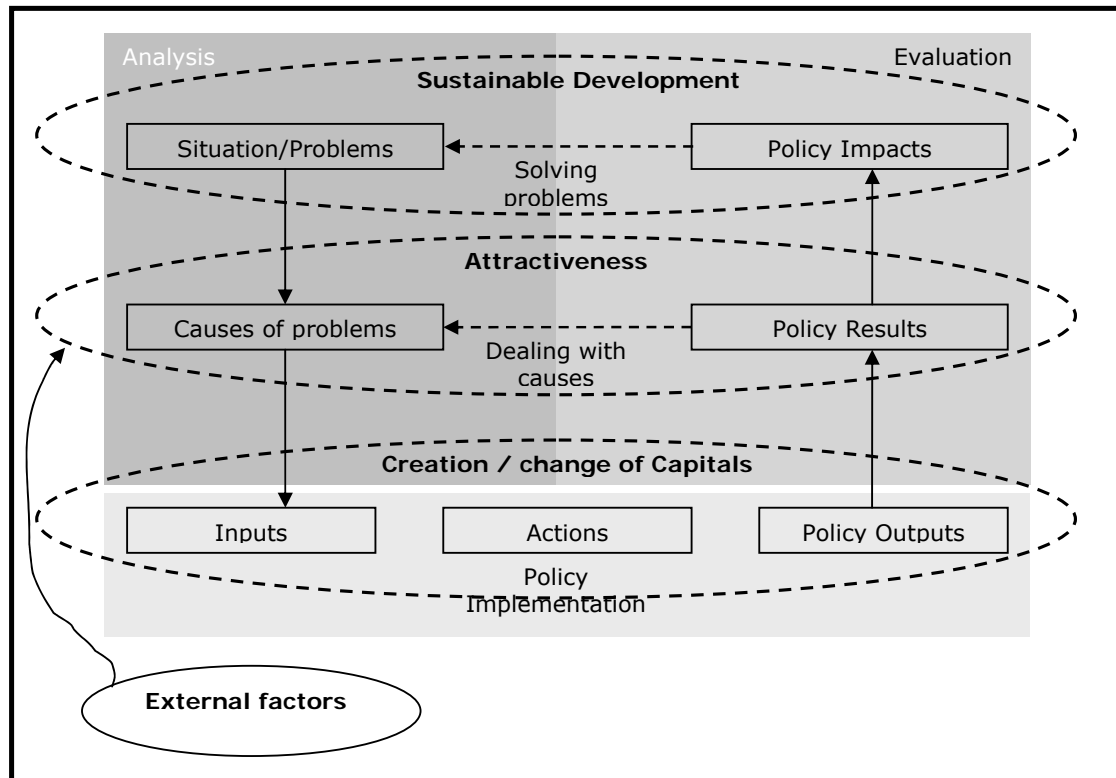 Analysis
Evaluation
Sustainable Development
Situation/Problems
Policy Impacts
Solving
problems
Attractiveness
Causes of problems
Policy Results
Dealing with
causes
Creation / change of Capitals
Inputs
Actions
Policy Outputs
Policy
Implementation
External factors